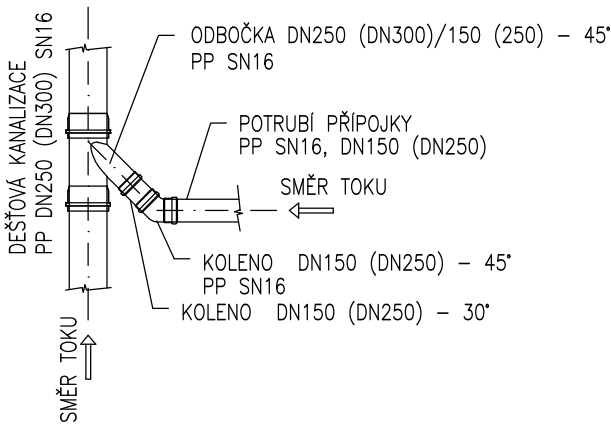 ODBOČKA DN250 (DN300)/150 (250) – 45°
PP SN16
DEŠŤOVÁ KANALIZACE
PP DN250 (DN300) SN16
POTRUBÍ PŘÍPOJKY
PP SN16, DN150 (DN250)
SMĚR TOKU
KOLENO DN150 (DN250) – 45°
PP SN16
KOLENO DN150 (DN250) – 30°
SMĚR TOKU